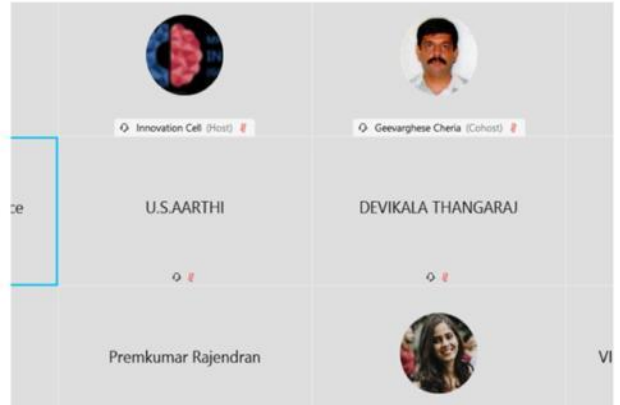 Innovation Cell (Host)
Geevarghese Cheria (Cohost)
ce
U.S.AARTHI
DEVIKALA THANGARAJ
Premkumar Rajendran
VI